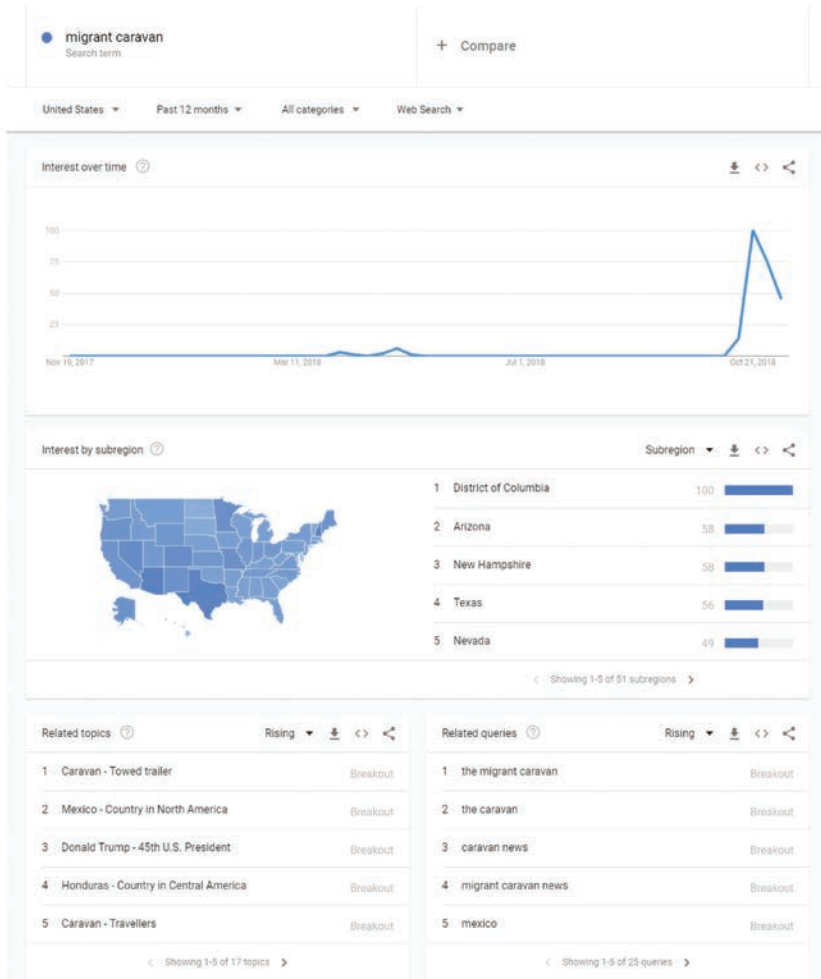 migrant caravan
Search term
+ Compare
United States
Past 12 months
All categories
Web Search
Interest over time
100
75
50
25
Nov 19, 2017
Mar 11, 2018
Jul 1, 2018
Oct 21, 2018
Interest by subregion
Subregion
1 District of Columbia 100
2 Arizona 58
3 New Hampshire 58
4 Texas 56
5 Nevada 49
Showing 1-5 of 51 subregions
Related topics
Rising
1 Caravan - Towed trailer Breakout
2 Mexico - Country in North America Breakout
3 Donald Trump - 45th U.S. President Breakout
4 Honduras - Country in Central America Breakout
5 Caravan - Travellers Breakout
Showing 1-5 of 17 topics
Related queries
Rising
1 the migrant caravan Breakout
2 the caravan Breakout
3 caravan news Breakout
4 migrant caravan news Breakout
5 mexico Breakout
Showing 1-5 of 25 queries